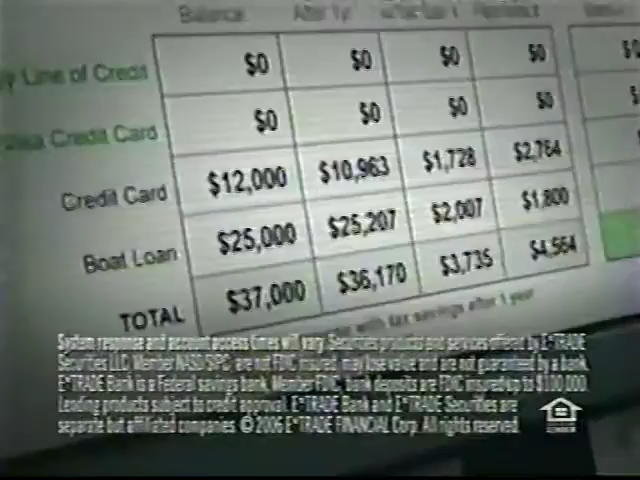 Balance After 1yr
y Line of Credit $0 $0 $0 $0
Visa Credit Card $0 $0 $0 $0
Credit Card $12,000 $10,963 $1,728 $2,764
Boat Loan $25,000 $25,207 $2,007 $1,800
TOTAL $37,000 $36,170 $3,735 $4,564
with tax savings after 1 year
System response and account access times will vary. Securities products and services offered by E*TRADE
Securities LLC, Member NASD/SIPC, are not FDIC insured, may lose value and are not guaranteed by a bank.
E*TRADE Bank is a Federal savings bank, Member FDIC, bank deposits are FDIC insured up to $100,000.
Lending products subject to credit approval. E*TRADE Bank and E*TRADE Securities are
separate but affiliated companies. © 2006 E*TRADE FINANCIAL Corp. All rights reserved.